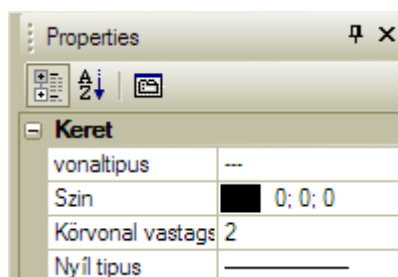 Properties
Keret
vonaltipus ---
Szin 0; 0; 0
Körvonal vastags 2
Nyíl tipus